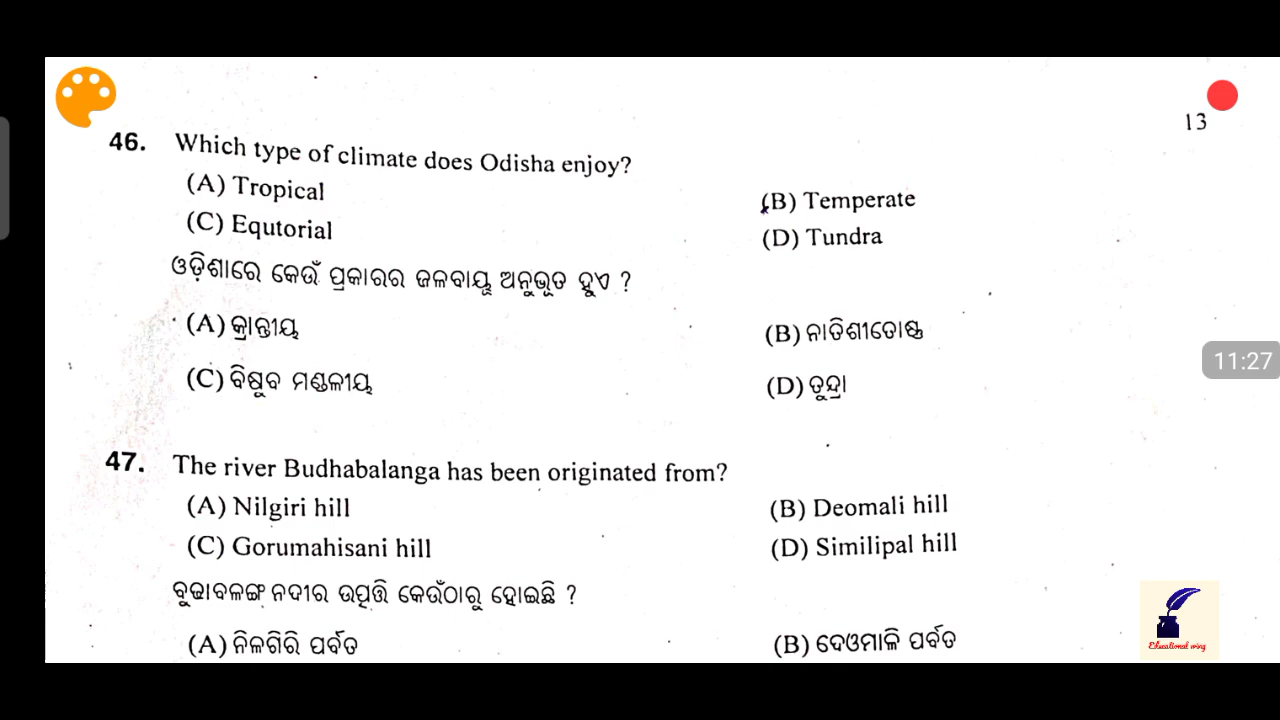 13
46. Which type of climate does Odisha enjoy?
(A) Tropical (B) Temperate
(C) Equtorial (D) Tundra
ଓଡ଼ିଶାରେ କେଉଁ ପ୍ରକାରର ଜଳବାୟୁ ଅନୁଭୂତ ହୁଏ ?
(A) କ୍ରାନ୍ତୀୟ (B) ନାତିଶୀତୋଷ୍ଣ
(C) ବିଷୁବ ମଣ୍ଡଳୀୟ (D) ତୁନ୍ଦ୍ରା
11:27
47. The river Budhabalanga has been originated from?
(A) Nilgiri hill (B) Deomali hill
(C) Gorumahisani hill (D) Similipal hill
ବୁଢାବଳଙ୍ଗ ନଦୀର ଉତ୍ପତ୍ତି କେଉଁଠାରୁ ହୋଇଛି ?
(A) ନିଳଗିରି ପର୍ବତ (B) ଦେଓମାଳି ପର୍ବତ
Educational wing